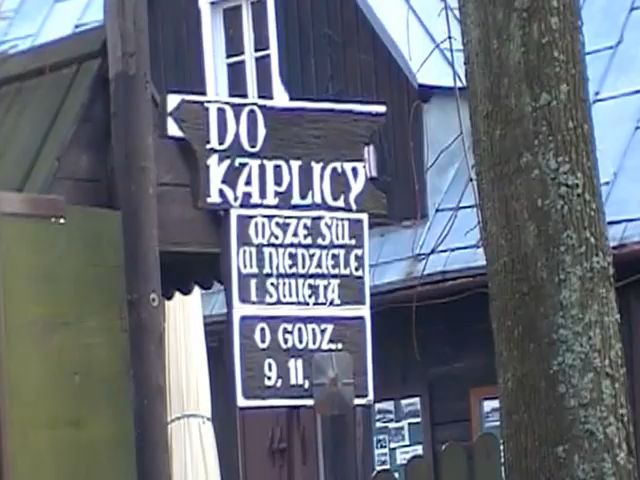 DO
KAPLICY
MSZE ŚW.
W NIEDZIELE
I ŚWIĘTA
O GODZ..
9, 11,